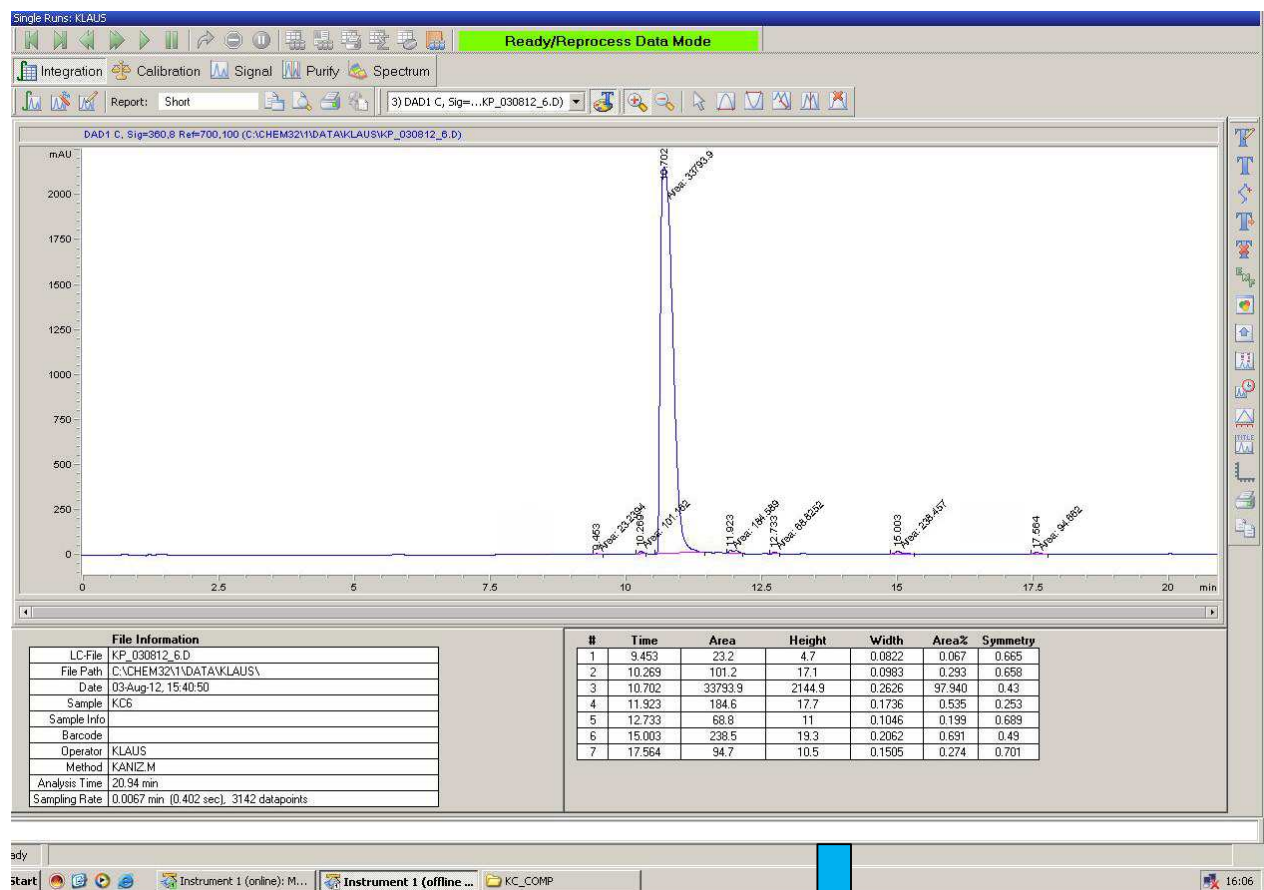 Single Runs: KLAUS
Ready/Reprocess Data Mode
Integration Calibration Signal Purify Spectrum
Report: Short 3) DAD1 C, Sig=...KP_030812_6.D)
DAD1 C, Sig=360,8 Ref=700,100 (C:\CHEM32\1\DATA\KLAUS\KP_030812_6.D)
mAU
2000
1750
1500
1250
1000
750
500
250
0
9.453
Area: 23.2394
10.269
Area: 101.162
10.702
Area: 33793.9
11.923
Area: 184.589
12.733
Area: 68.8252
15.003
Area: 238.457
17.564
Area: 94.662
0 2.5 5 7.5 10 12.5 15 17.5 20 min
TITLE
File Information
LC-File KP_030812_6.D
File Path C:\CHEM32\1\DATA\KLAUS\
Date 03-Aug-12, 15:40:50
Sample KC6
Sample Info
Barcode
Operator KLAUS
Method KANIZ.M
Analysis Time 20.94 min
Sampling Rate 0.0067 min (0.402 sec), 3142 datapoints
# Time Area Height Width Area% Symmetry
1 9.453 23.2 4.7 0.0822 0.067 0.665
2 10.269 101.2 17.1 0.0983 0.293 0.658
3 10.702 33793.9 2144.9 0.2626 97.940 0.43
4 11.923 184.6 17.7 0.1736 0.535 0.253
5 12.733 68.8 11 0.1046 0.199 0.689
6 15.003 238.5 19.3 0.2062 0.691 0.49
7 17.564 94.7 10.5 0.1505 0.274 0.701
ady
Start Instrument 1 (online): M... Instrument 1 (offline ... KC_COMP 16:06